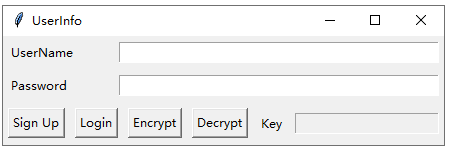 UserInfo
UserName
Password
Sign Up Login Encrypt Decrypt Key